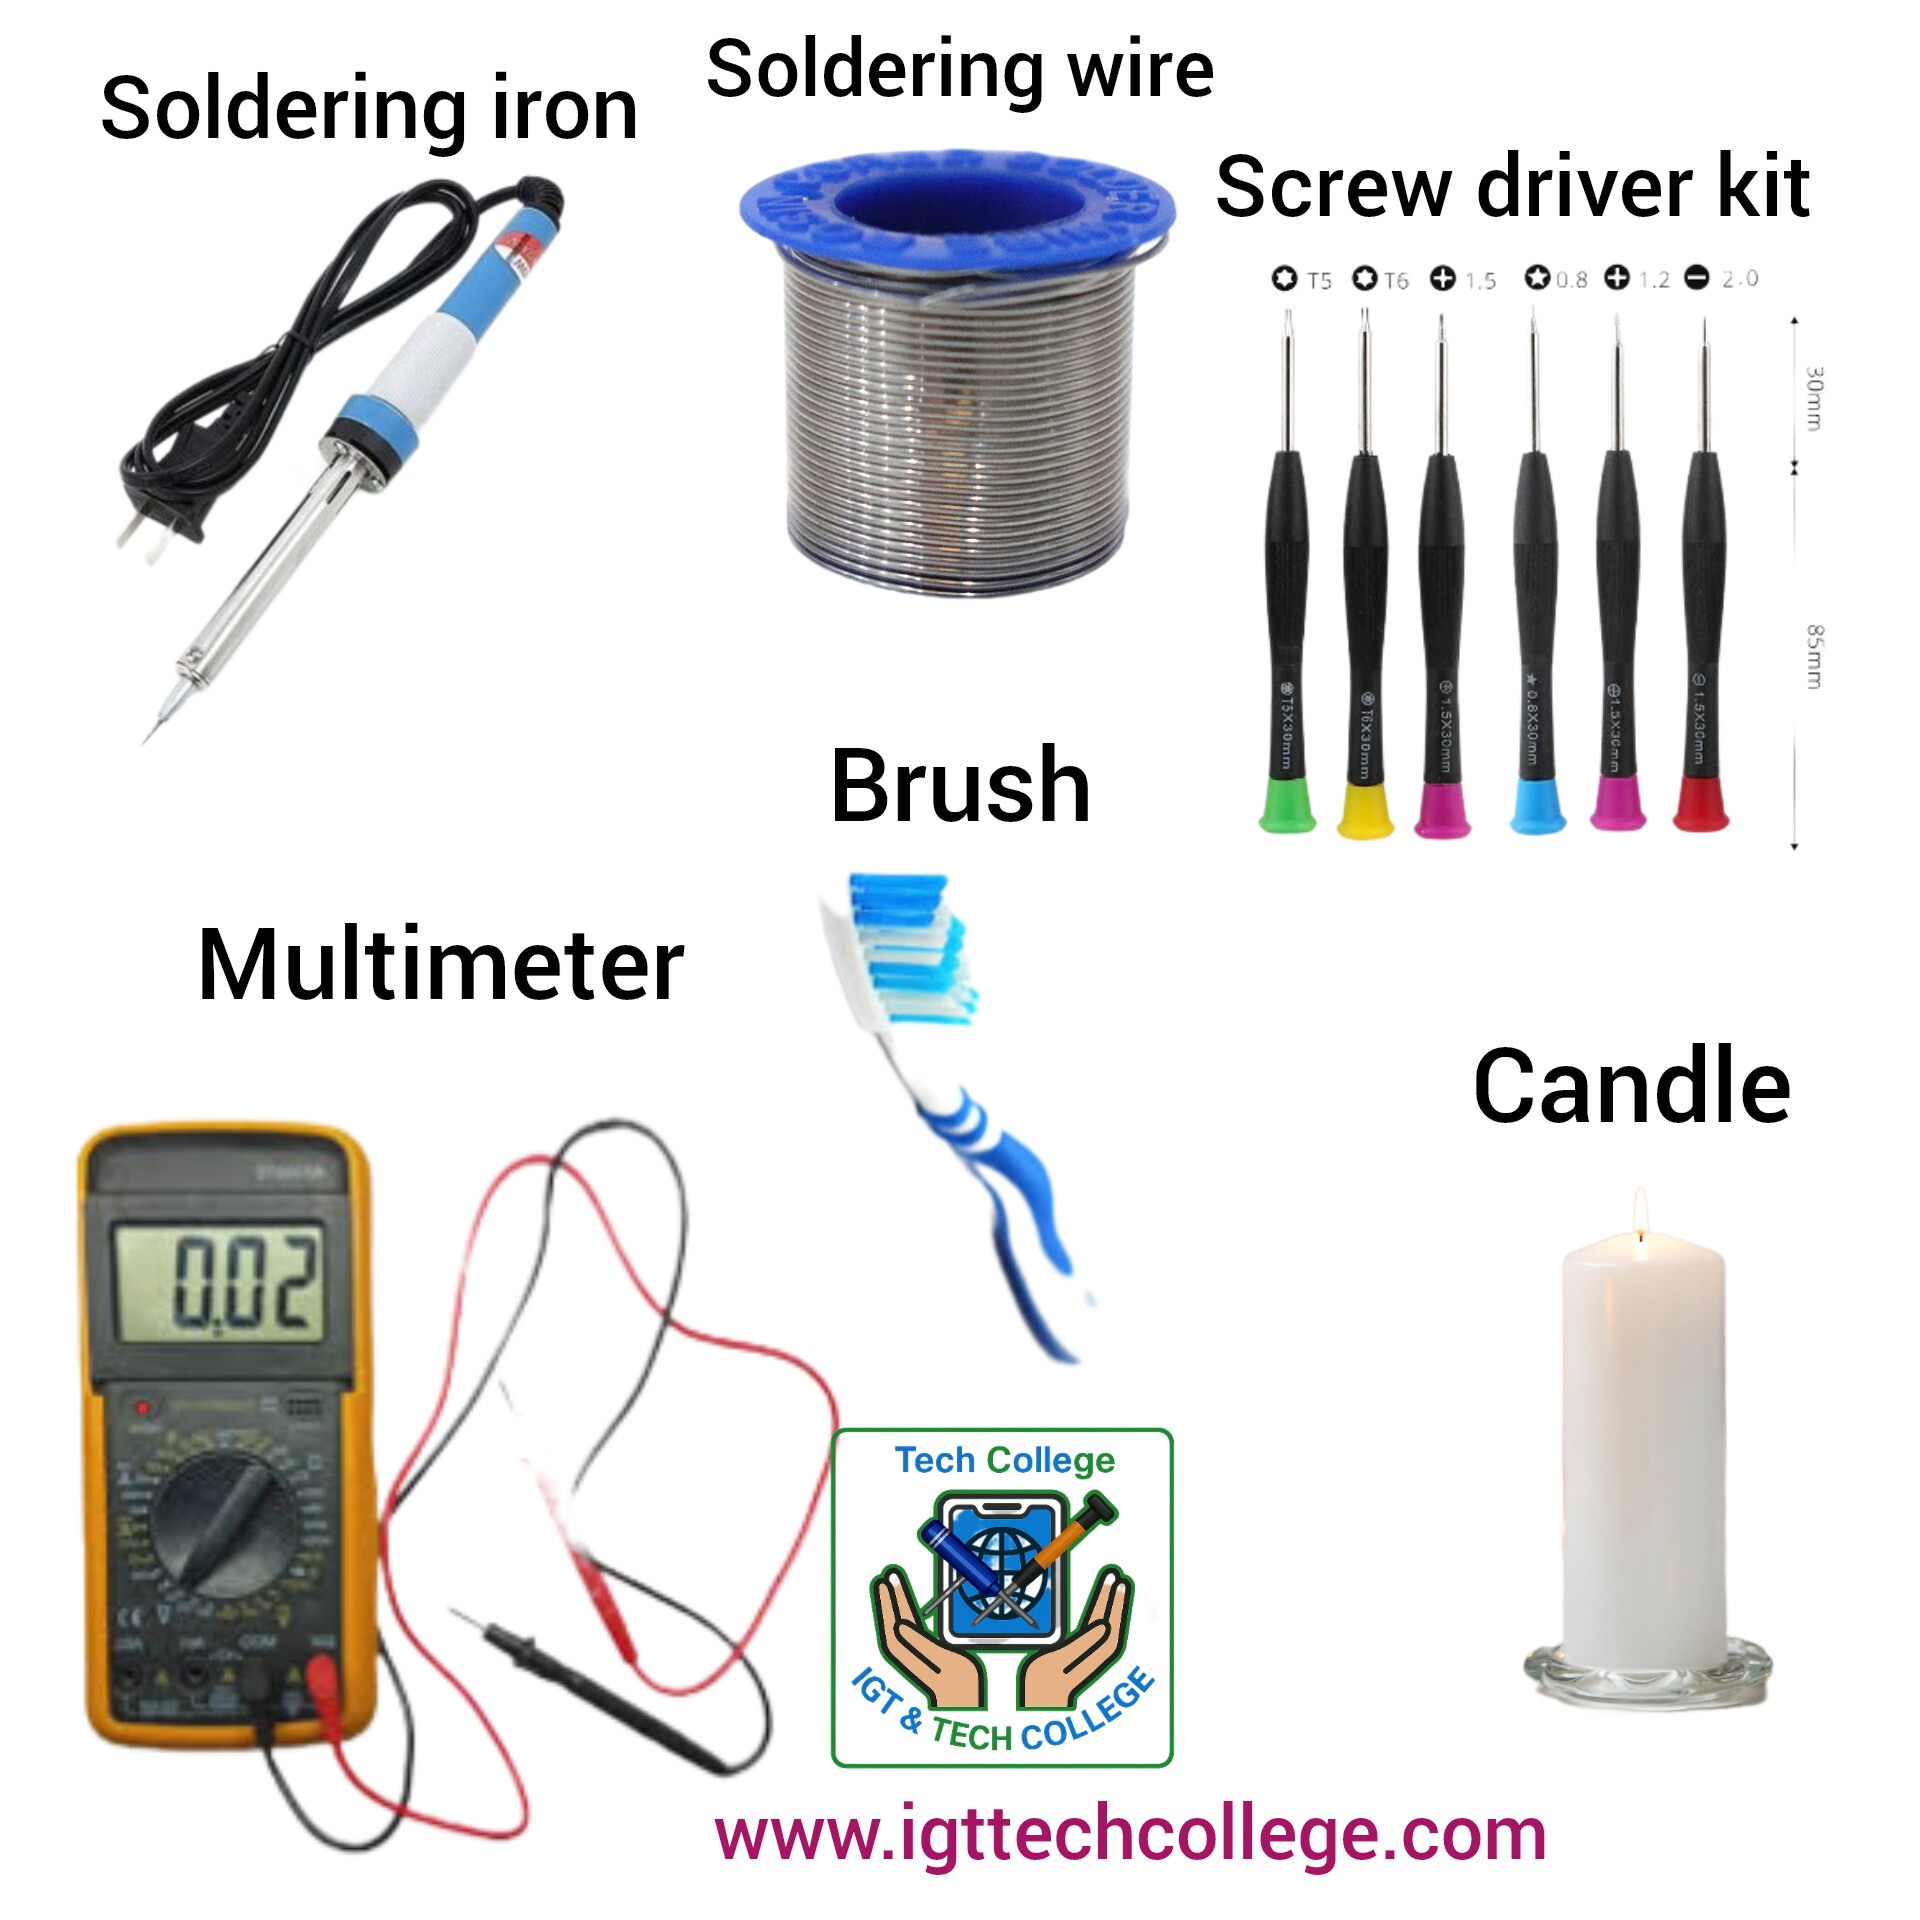 Soldering iron
Soldering wire
Screw driver kit
T5 T6 1.5 0.8 1.2 2.0
30mm
85mm
T5X30mm
T6X30mm
1.5X30mm
0.8X30mm
1.5X30mm
1.5X30mm
Brush
Multimeter
Candle
0.02
COM
Tech College
IGT & TECH COLLEGE
www.igttechcollege.com